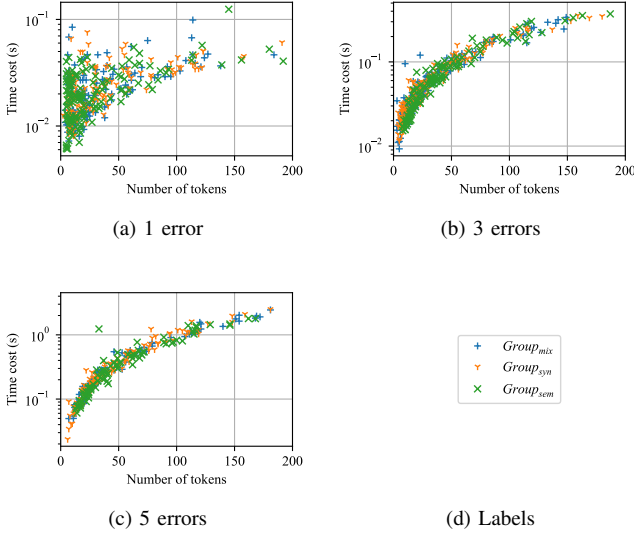 10⁻¹
10⁻²
Time cost (s)
0 50 100 150 200
Number of tokens
(a) 1 error
10⁻¹
10⁻²
Time cost (s)
0 50 100 150 200
Number of tokens
(b) 3 errors
10⁰
10⁻¹
Time cost (s)
0 50 100 150 200
Number of tokens
(c) 5 errors
Group_mix
Group_syn
Group_sem
(d) Labels